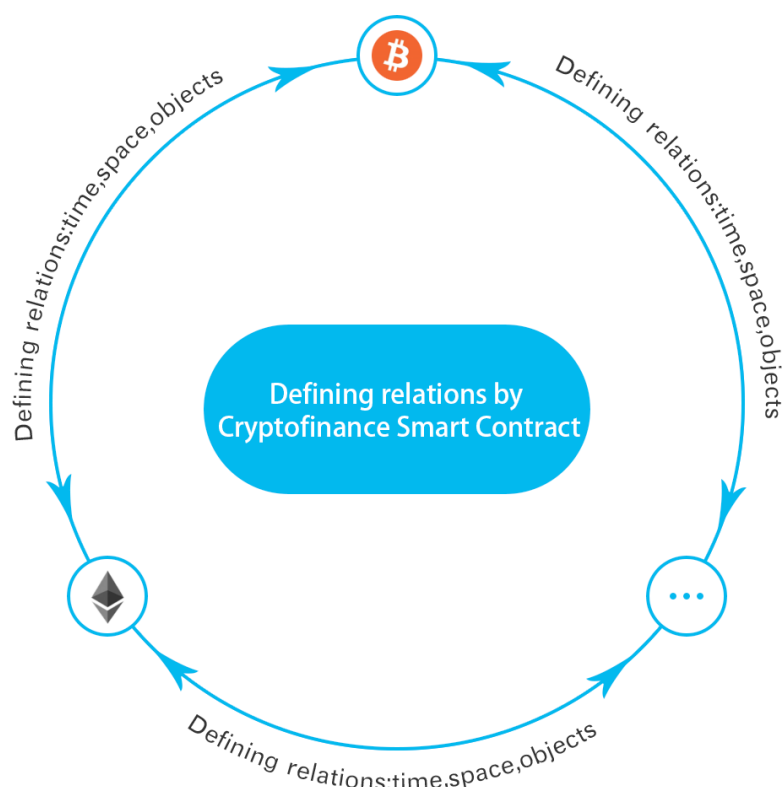 Defining relations:time,space,objects
Defining relations:time,space,objects
Defining relations by
Cryptofinance Smart Contract
Defining relations:time,space,objects